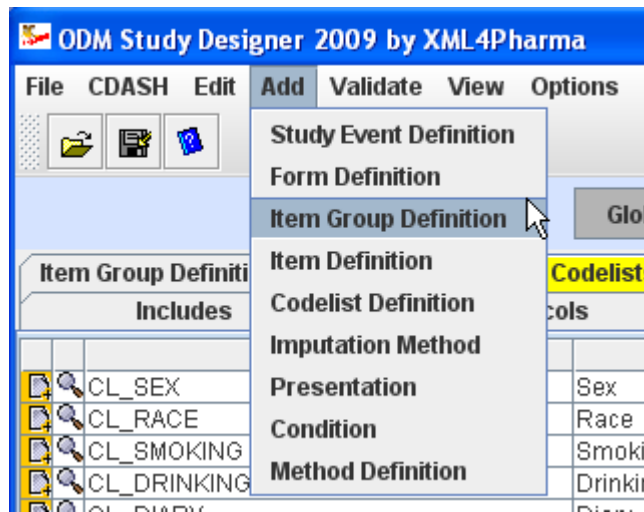 ODM Study Designer 2009 by XML4Pharma
File CDASH Edit Add Validate View Options
Study Event Definition
Form Definition
Item Group Definition Glo
Item Group Definiti Item Definition Codelist
Includes Codelist Definition cols
Imputation Method
CL_SEX Presentation Sex
CL_RACE Condition Race
CL_SMOKING Smoki
CL_DRINKING Method Definition Drinkin